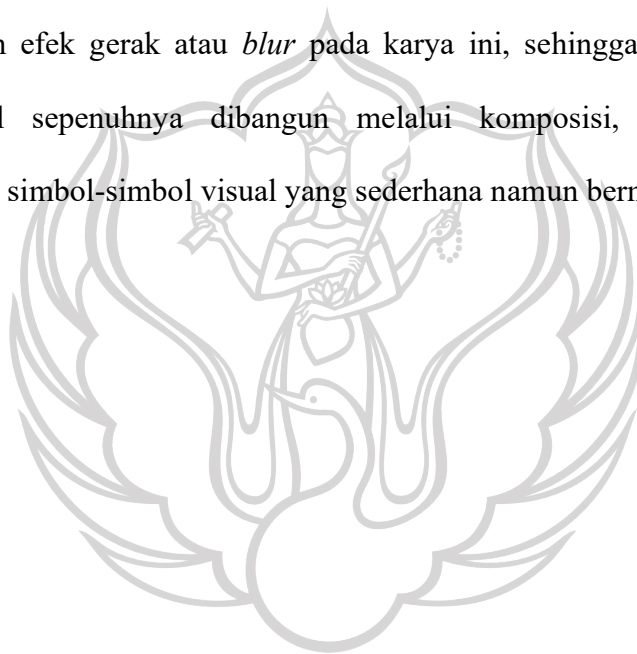 efek gerak atau blur pada karya ini, sehingga
sepenuhnya dibangun melalui komposisi,
simbol-simbol visual yang sederhana namun